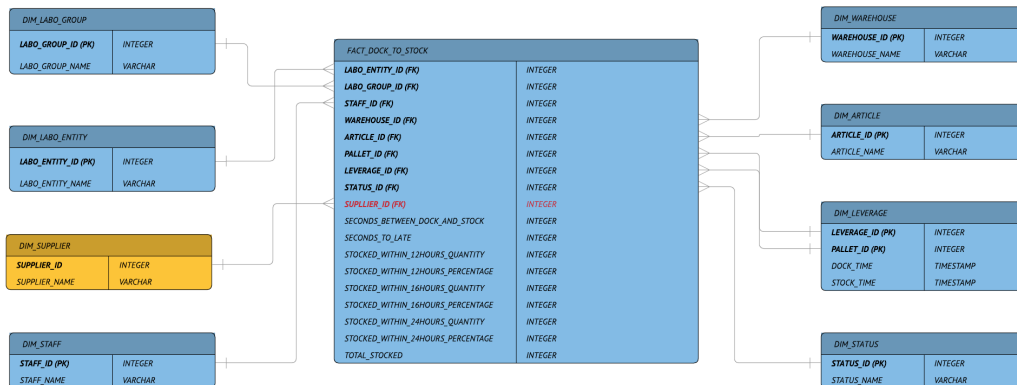 DIM_LABO_GROUP
LABO_GROUP_ID (PK) INTEGER
LABO_GROUP_NAME VARCHAR
DIM_LABO_ENTITY
LABO_ENTITY_ID (PK) INTEGER
LABO_ENTITY_NAME VARCHAR
DIM_SUPPLIER
SUPPLIER_ID INTEGER
SUPPLIER_NAME VARCHAR
DIM_STAFF
STAFF_ID (PK) INTEGER
STAFF_NAME VARCHAR
FACT_DOCK_TO_STOCK
LABO_ENTITY_ID (FK) INTEGER
LABO_GROUP_ID (FK) INTEGER
STAFF_ID (FK) INTEGER
WAREHOUSE_ID (FK) INTEGER
ARTICLE_ID (FK) INTEGER
PALLET_ID (FK) INTEGER
LEVERAGE_ID (FK) INTEGER
STATUS_ID (FK) INTEGER
SUPLLIER_ID (FK) INTEGER
SECONDS_BETWEEN_DOCK_AND_STOCK INTEGER
SECONDS_TO_LATE INTEGER
STOCKED_WITHIN_12HOURS_QUANTITY INTEGER
STOCKED_WITHIN_12HOURS_PERCENTAGE INTEGER
STOCKED_WITHIN_16HOURS_QUANTITY INTEGER
STOCKED_WITHIN_16HOURS_PERCENTAGE INTEGER
STOCKED_WITHIN_24HOURS_QUANTITY INTEGER
STOCKED_WITHIN_24HOURS_PERCENTAGE INTEGER
TOTAL_STOCKED INTEGER
DIM_WAREHOUSE
WAREHOUSE_ID (PK) INTEGER
WAREHOUSE_NAME VARCHAR
DIM_ARTICLE
ARTICLE_ID (PK) INTEGER
ARTICLE_NAME VARCHAR
DIM_LEVERAGE
LEVERAGE_ID (PK) INTEGER
PALLET_ID (PK) INTEGER
DOCK_TIME TIMESTAMP
STOCK_TIME TIMESTAMP
DIM_STATUS
STATUS_ID (PK) INTEGER
STATUS_NAME VARCHAR